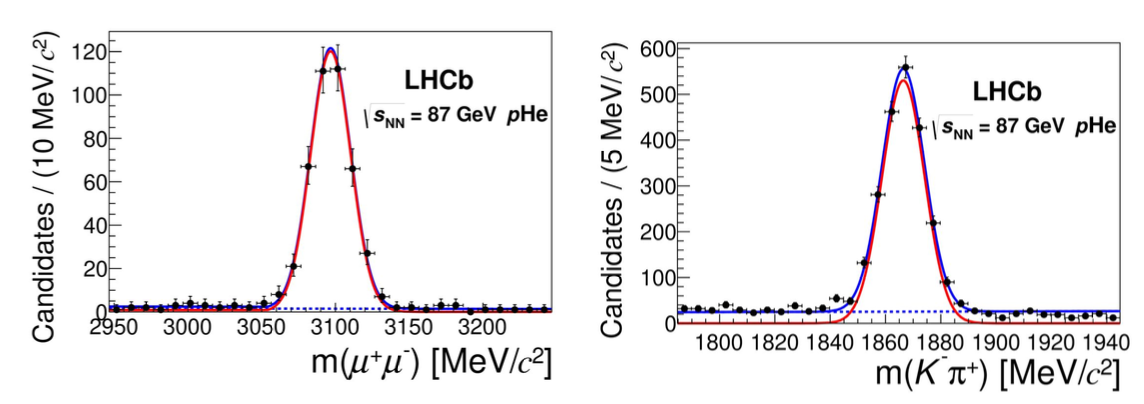 Candidates / (10 MeV/c²)
120
100
80
60
40
20
0
LHCb
√sNN = 87 GeV pHe
2950 3000 3050 3100 3150 3200
m(μ⁺μ⁻) [MeV/c²]
Candidates / (5 MeV/c²)
600
500
400
300
200
100
0
LHCb
√sNN = 87 GeV pHe
1800 1820 1840 1860 1880 1900 1920 1940
m(K⁻π⁺) [MeV/c²]